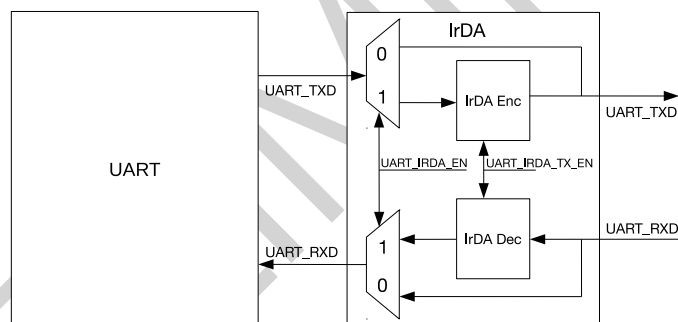 IrDA
0
1
IrDA Enc
UART_TXD
UART_TXD
UART
UART_IRDA_EN
UART_IRDA_TX_EN
UART_RXD
1
0
IrDA Dec
UART_RXD